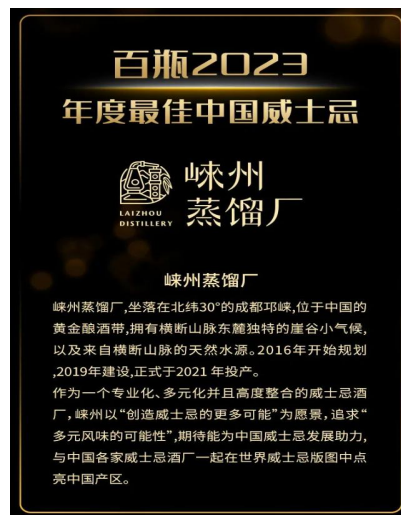 百瓶2023
年度最佳中国威士忌
崃州
蒸馏厂
LAIZHOU
DISTILLERY
崃州蒸馏厂
崃州蒸馏厂,坐落在北纬30°的成都邛崃,位于中国的
黄金酿酒带,拥有横断山脉东麓独特的崖谷小气候,
以及来自横断山脉的天然水源。2016年开始规划
,2019年建设,正式于2021年投产。
作为一个专业化、多元化并且高度整合的威士忌酒
厂,崃州以“创造威士忌的更多可能”为愿景,追求“
多元风味的可能性”,期待能为中国威士忌发展助力,
与中国各家威士忌酒厂一起在世界威士忌版图中点
亮中国产区。